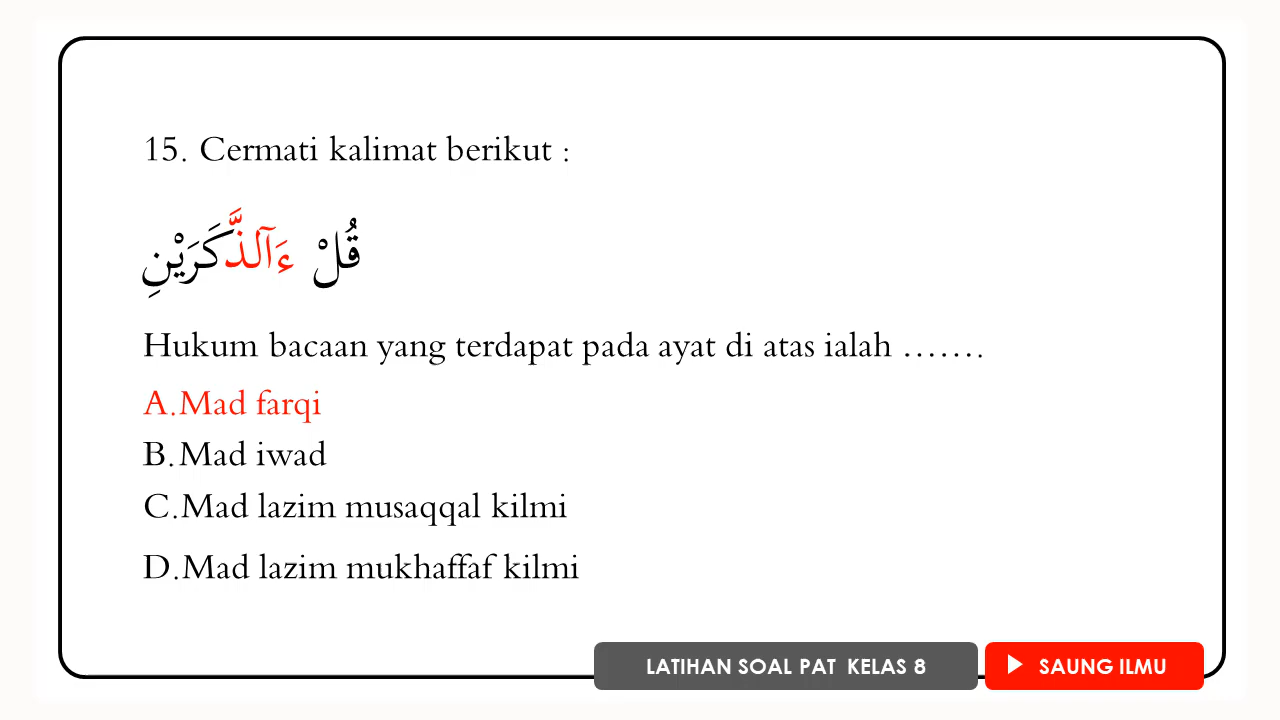 15. Cermati kalimat berikut :
قُلْ ءَآلذَّكَرَيْنِ
Hukum bacaan yang terdapat pada ayat di atas ialah .......
A.Mad farqi
B.Mad iwad
C.Mad lazim musaqqal kilmi
D.Mad lazim mukhaffaf kilmi
LATIHAN SOAL PAT KELAS 8
SAUNG ILMU